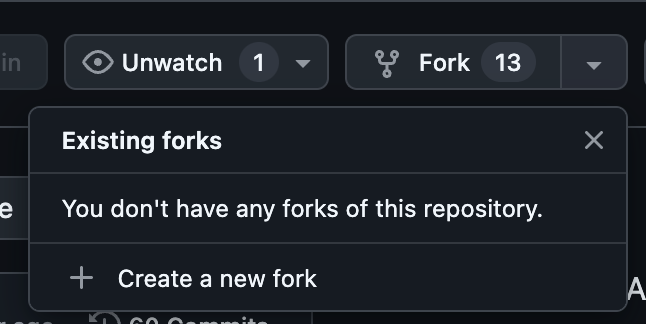 in
Unwatch 1
Fork 13
Existing forks
You don't have any forks of this repository.
e
Create a new fork
A
60 Commits